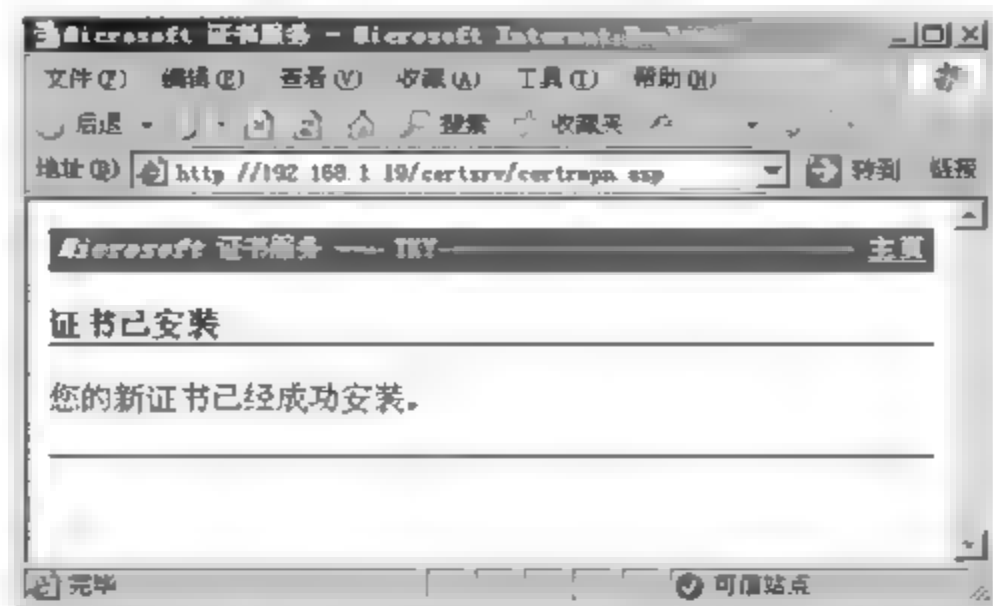 Microsoft 证书服务 - Microsoft Internet
文件(F) 编辑(E) 查看(V) 收藏(A) 工具(T) 帮助(H)
后退 搜索 收藏夹
地址(D) http //192 168 1 19/certsrv/certrmpn asp 转到 链接
Microsoft 证书服务 -- TKY 主页
证书已安装
您的新证书已经成功安装。
完毕 可信站点